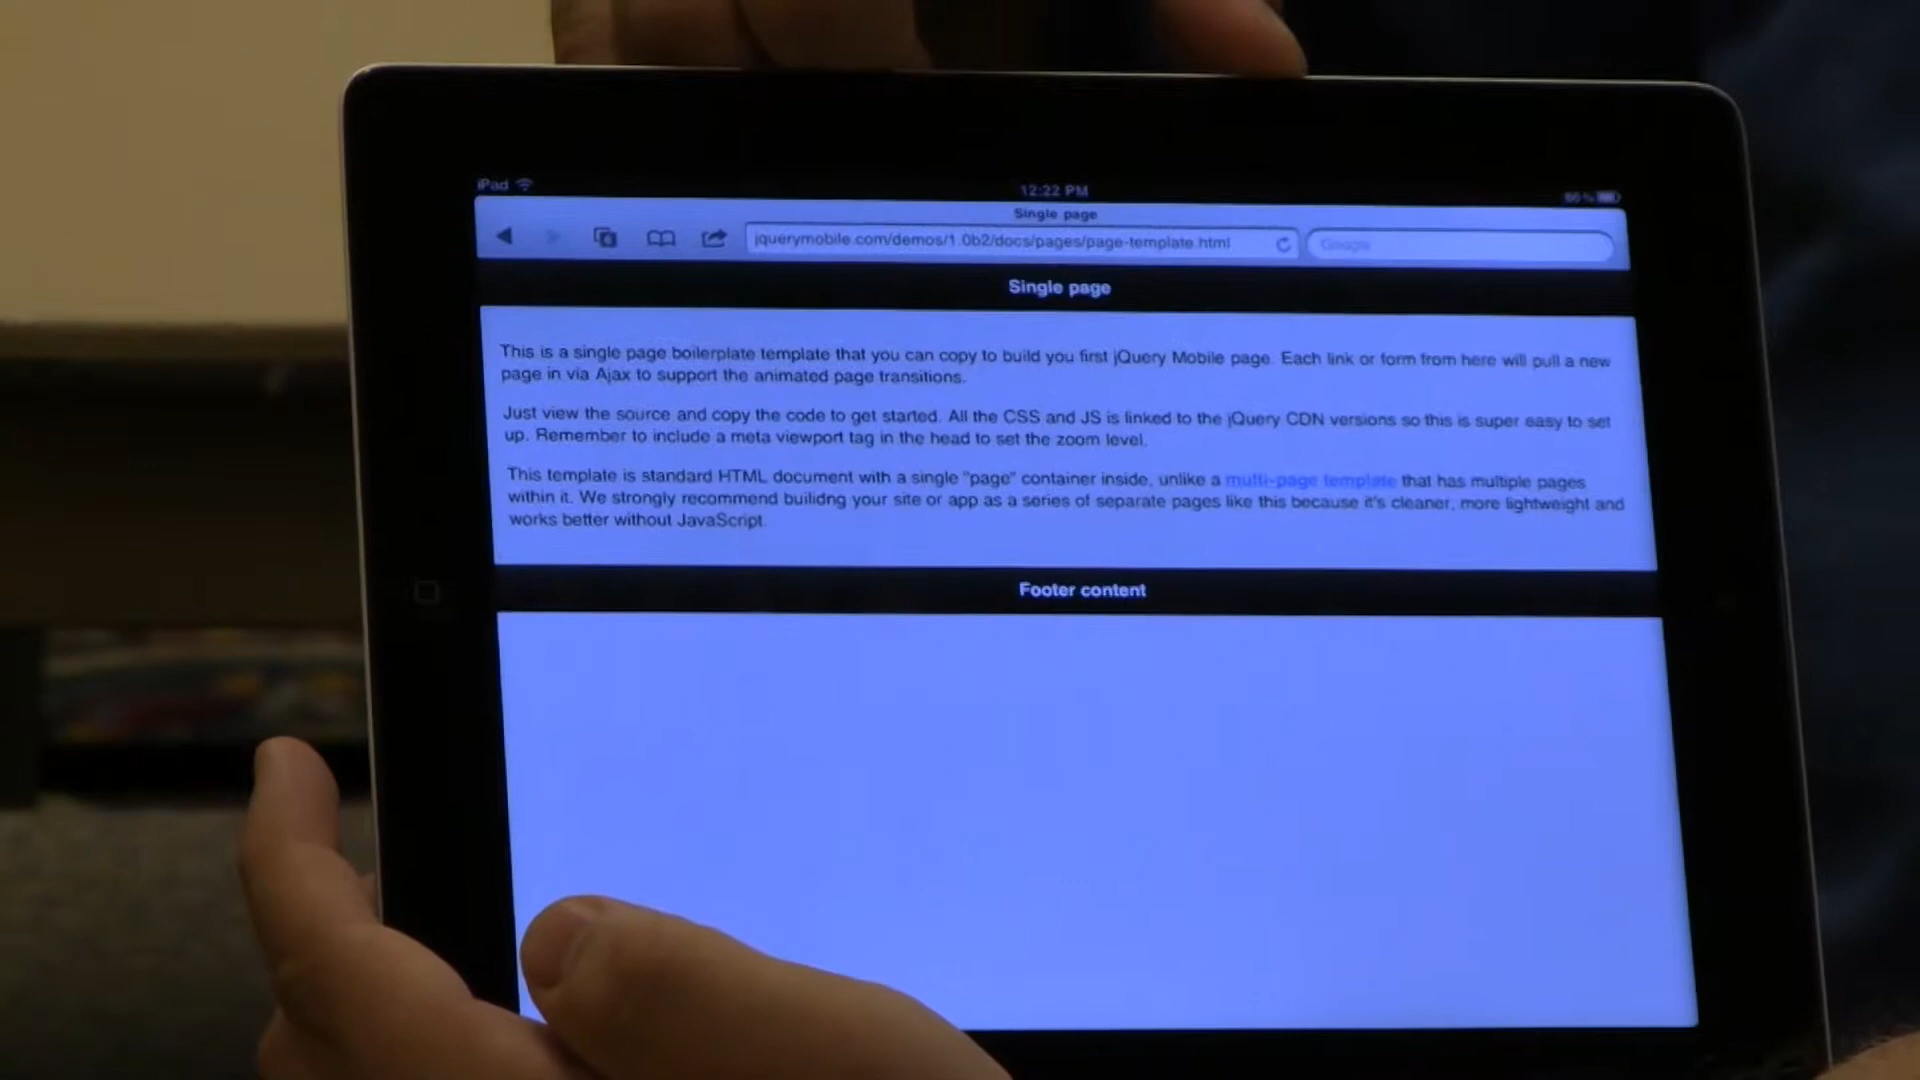 iPad
12:22 PM
66%
Single page
jquerymobile.com/demos/1.0b2/docs/pages/page-template.html
Google
Single page
This is a single page boilerplate template that you can copy to build you first jQuery Mobile page. Each link or form from here will pull a new
page in via Ajax to support the animated page transitions.
Just view the source and copy the code to get started. All the CSS and JS is linked to the jQuery CDN versions so this is super easy to set
up. Remember to include a meta viewport tag in the head to set the zoom level.
This template is standard HTML document with a single "page" container inside, unlike a multi-page template that has multiple pages
within it. We strongly recommend builidng your site or app as a series of separate pages like this because it's cleaner, more lightweight and
works better without JavaScript.
Footer content